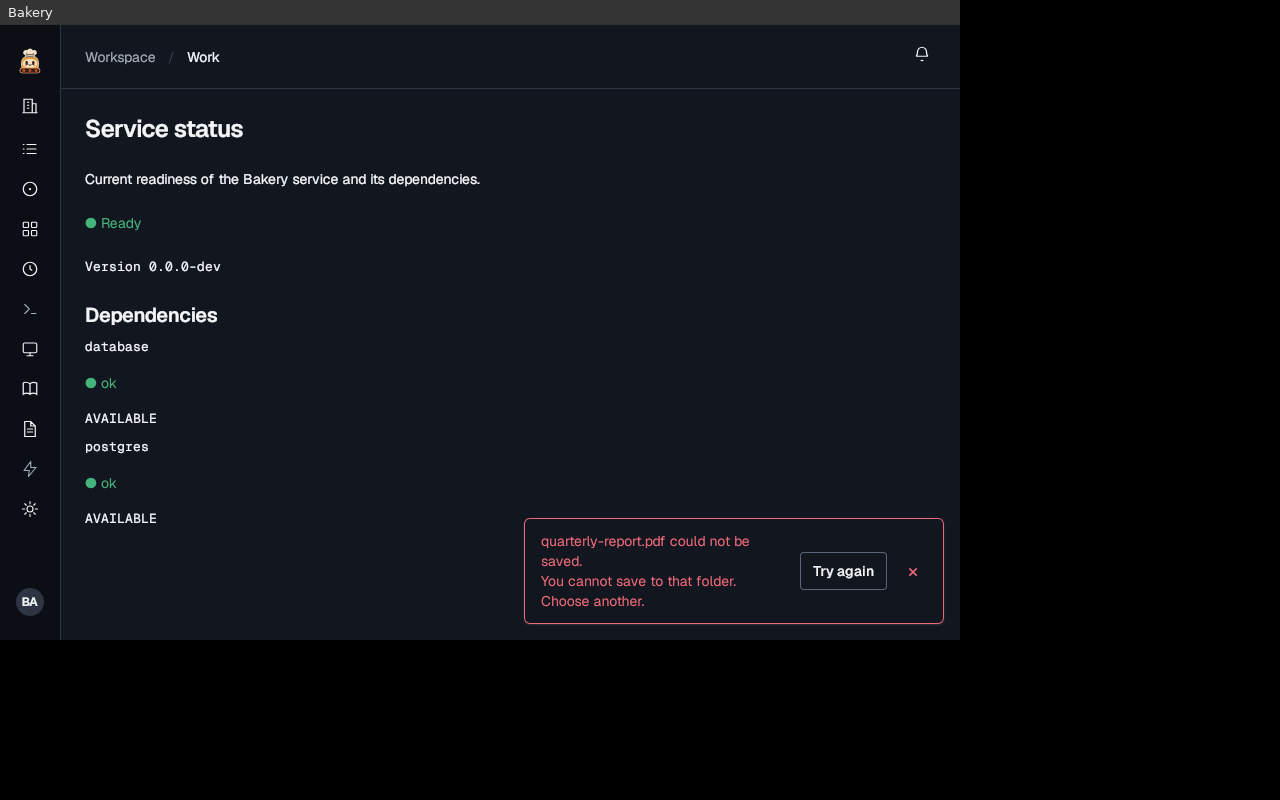 Bakery
Workspace / Work
Service status
Current readiness of the Bakery service and its dependencies.
Ready
Version 0.0.0-dev
Dependencies
database
ok
AVAILABLE
postgres
ok
AVAILABLE
quarterly-report.pdf could not be
saved.
You cannot save to that folder.
Choose another.
Try again
BA